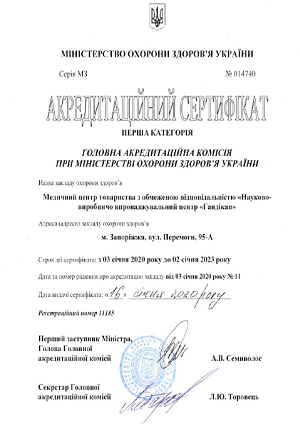 МІНІСТЕРСТВО ОХОРОНИ ЗДОРОВ'Я УКРАЇНИ
Серія МЗ № 014740
АКРЕДИТАЦІЙНИЙ СЕРТИФІКАТ
ПЕРША КАТЕГОРІЯ
ГОЛОВНА АКРЕДИТАЦІЙНА КОМІСІЯ
ПРИ МІНІСТЕРСТВІ ОХОРОНИ ЗДОРОВ'Я УКРАЇНИ
Назва закладу охорони здоров'я
Медичний центр товариства з обмеженою відповідальністю «Науково-
виробничо впроваджувальний центр «Гандікап»
Адреса (адреси) закладу охорони здоров'я
м. Запоріжжя, вул. Перемоги, 95-А
Строк дії сертифіката: з 03 січня 2020 року до 02 січня 2023 року
Дата та номер рішення про акредитацію закладу від 03 січня 2020 року № 11
Дата видачі сертифіката: «16» січня 2020 року
Реєстраційний номер 11185
Перший заступник Міністра,
Голова Головної
акредитаційної комісії А.В. Семиволос
Секретар Головної
акредитаційної комісії Л.Ю. Торовець